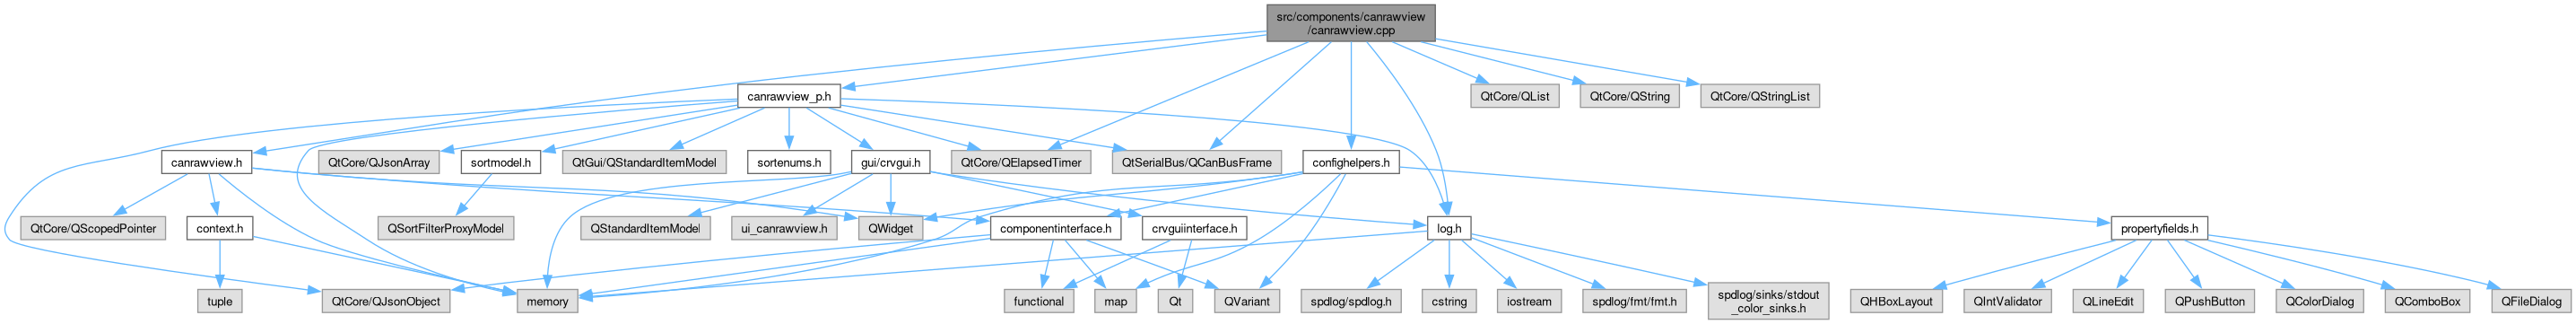 src/components/canrawview
/canrawview.cpp
canrawview_p.h
QtCore/QList
QtCore/QString
QtCore/QStringList
canrawview.h
QtCore/QJsonArray
sortmodel.h
QtGui/QStandardItemModel
sortenums.h
gui/crvgui.h
QtCore/QElapsedTimer
QtSerialBus/QCanBusFrame
confighelpers.h
QtCore/QScopedPointer
context.h
QSortFilterProxyModel
QStandardItemModel
ui_canrawview.h
QWidget
componentinterface.h
crvguiinterface.h
log.h
propertyfields.h
tuple
QtCore/QJsonObject
memory
functional
map
Qt
QVariant
spdlog/spdlog.h
cstring
iostream
spdlog/fmt/fmt.h
spdlog/sinks/stdout
_color_sinks.h
QHBoxLayout
QIntValidator
QLineEdit
QPushButton
QColorDialog
QComboBox
QFileDialog